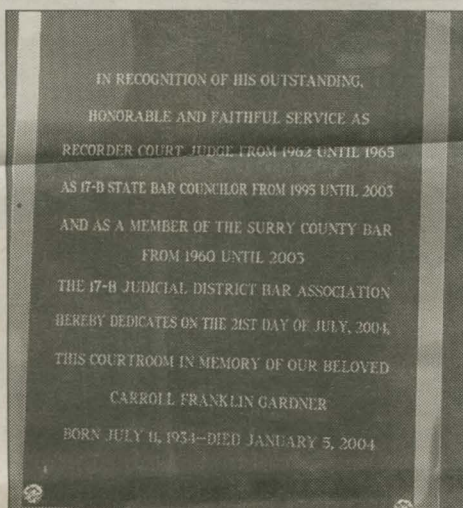 IN RECOGNITION OF HIS OUTSTANDING,
HONORABLE AND FAITHFUL SERVICE AS
RECORDER COURT JUDGE FROM 1962 UNTIL 1965
AS 17-B STATE BAR COUNCILOR FROM 1995 UNTIL 2003
AND AS A MEMBER OF THE SURRY COUNTY BAR
FROM 1960 UNTIL 2003
THE 17-B JUDICIAL DISTRICT BAR ASSOCIATION
HEREBY DEDICATES ON THE 21ST DAY OF JULY, 2004,
THIS COURTROOM IN MEMORY OF OUR BELOVED
CARROLL FRANKLIN GARDNER
BORN JULY 11, 1934–DIED JANUARY 5, 2004